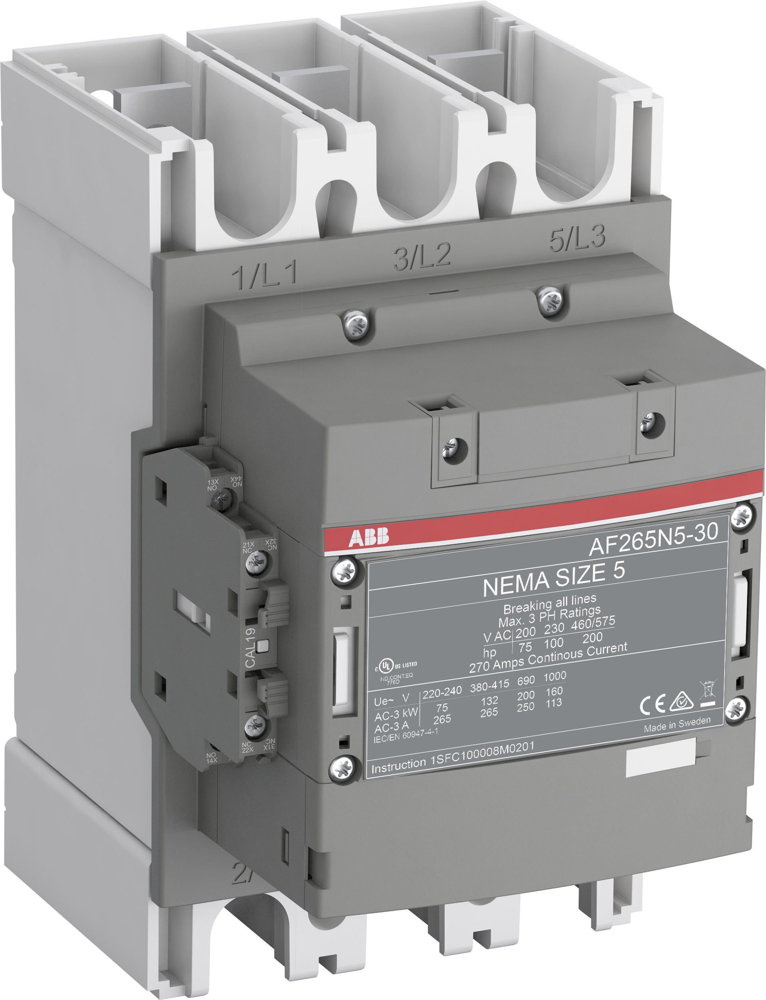 1/L1 3/L2 5/L3
13X NO
44X NO
21X NC
32X NC
CAL19
NC 22X
31X NC
NO 14X
ABB
AF265N5-30
NEMA SIZE 5
Breaking all lines
Max. 3 PH Ratings
V AC 200 230 460/575
hp 75 100 200
270 Amps Continous Current
C UL US LISTED
IND.CONT.EQ
776D
Ue~ V 220-240 380-415 690 1000
AC-3 kW 75 132 200 160
AC-3 A 265 265 250 113
IEC/EN 60947-4-1
CE
Made in Sweden
Instruction 1SFC100008M0201
2/